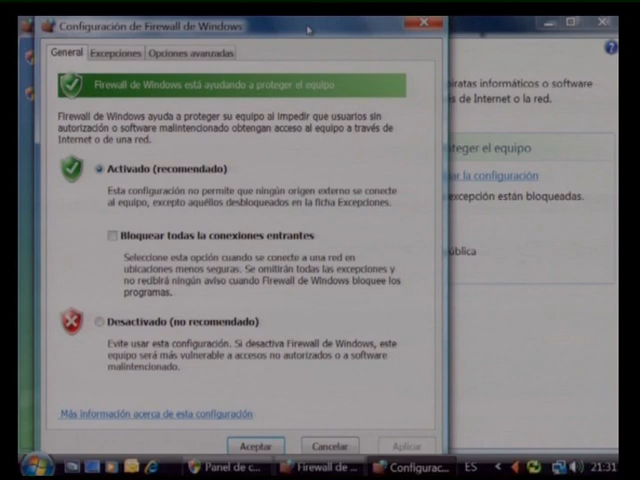 Configuración de Firewall de Windows
General
Excepciones
Opciones avanzadas
Firewall de Windows está ayudando a proteger el equipo
Firewall de Windows ayuda a proteger su equipo al impedir que usuarios sin
autorización o software malintencionado obtengan acceso al equipo a través de
Internet o de una red.
Activado (recomendado)
Esta configuración no permite que ningún origen externo se conecte
al equipo, excepto aquéllos desbloqueados en la ficha Excepciones.
Bloquear todas la conexiones entrantes
Seleccione esta opción cuando se conecte a una red en
ubicaciones menos seguras. Se omitirán todas las excepciones y
no recibirá ningún aviso cuando Firewall de Windows bloquee los
programas.
Desactivado (no recomendado)
Evite usar esta configuración. Si desactiva Firewall de Windows, este
equipo será más vulnerable a accesos no autorizados o a software
malintencionado.
Más información acerca de esta configuración
Aceptar
Cancelar
Aplicar
piratas informáticos o software
és de Internet o la red.
teger el equipo
ar la configuración
excepción están bloqueadas.
ública
Panel de c...
Firewall de ...
Configurac...
ES
21:31